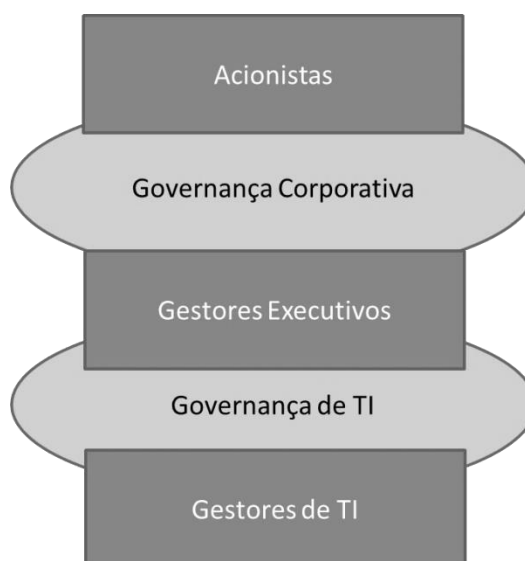 Acionistas
Governança Corporativa
Gestores Executivos
Governança de TI
Gestores de TI